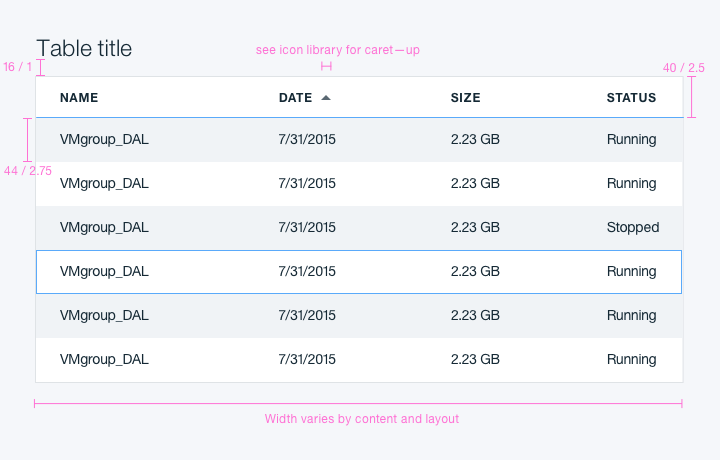 Table title
see icon library for caret—up
16 / 1
40 / 2.5
NAME DATE SIZE STATUS
VMgroup_DAL 7/31/2015 2.23 GB Running
44 / 2.75
VMgroup_DAL 7/31/2015 2.23 GB Running
VMgroup_DAL 7/31/2015 2.23 GB Stopped
VMgroup_DAL 7/31/2015 2.23 GB Running
VMgroup_DAL 7/31/2015 2.23 GB Running
VMgroup_DAL 7/31/2015 2.23 GB Running
Width varies by content and layout